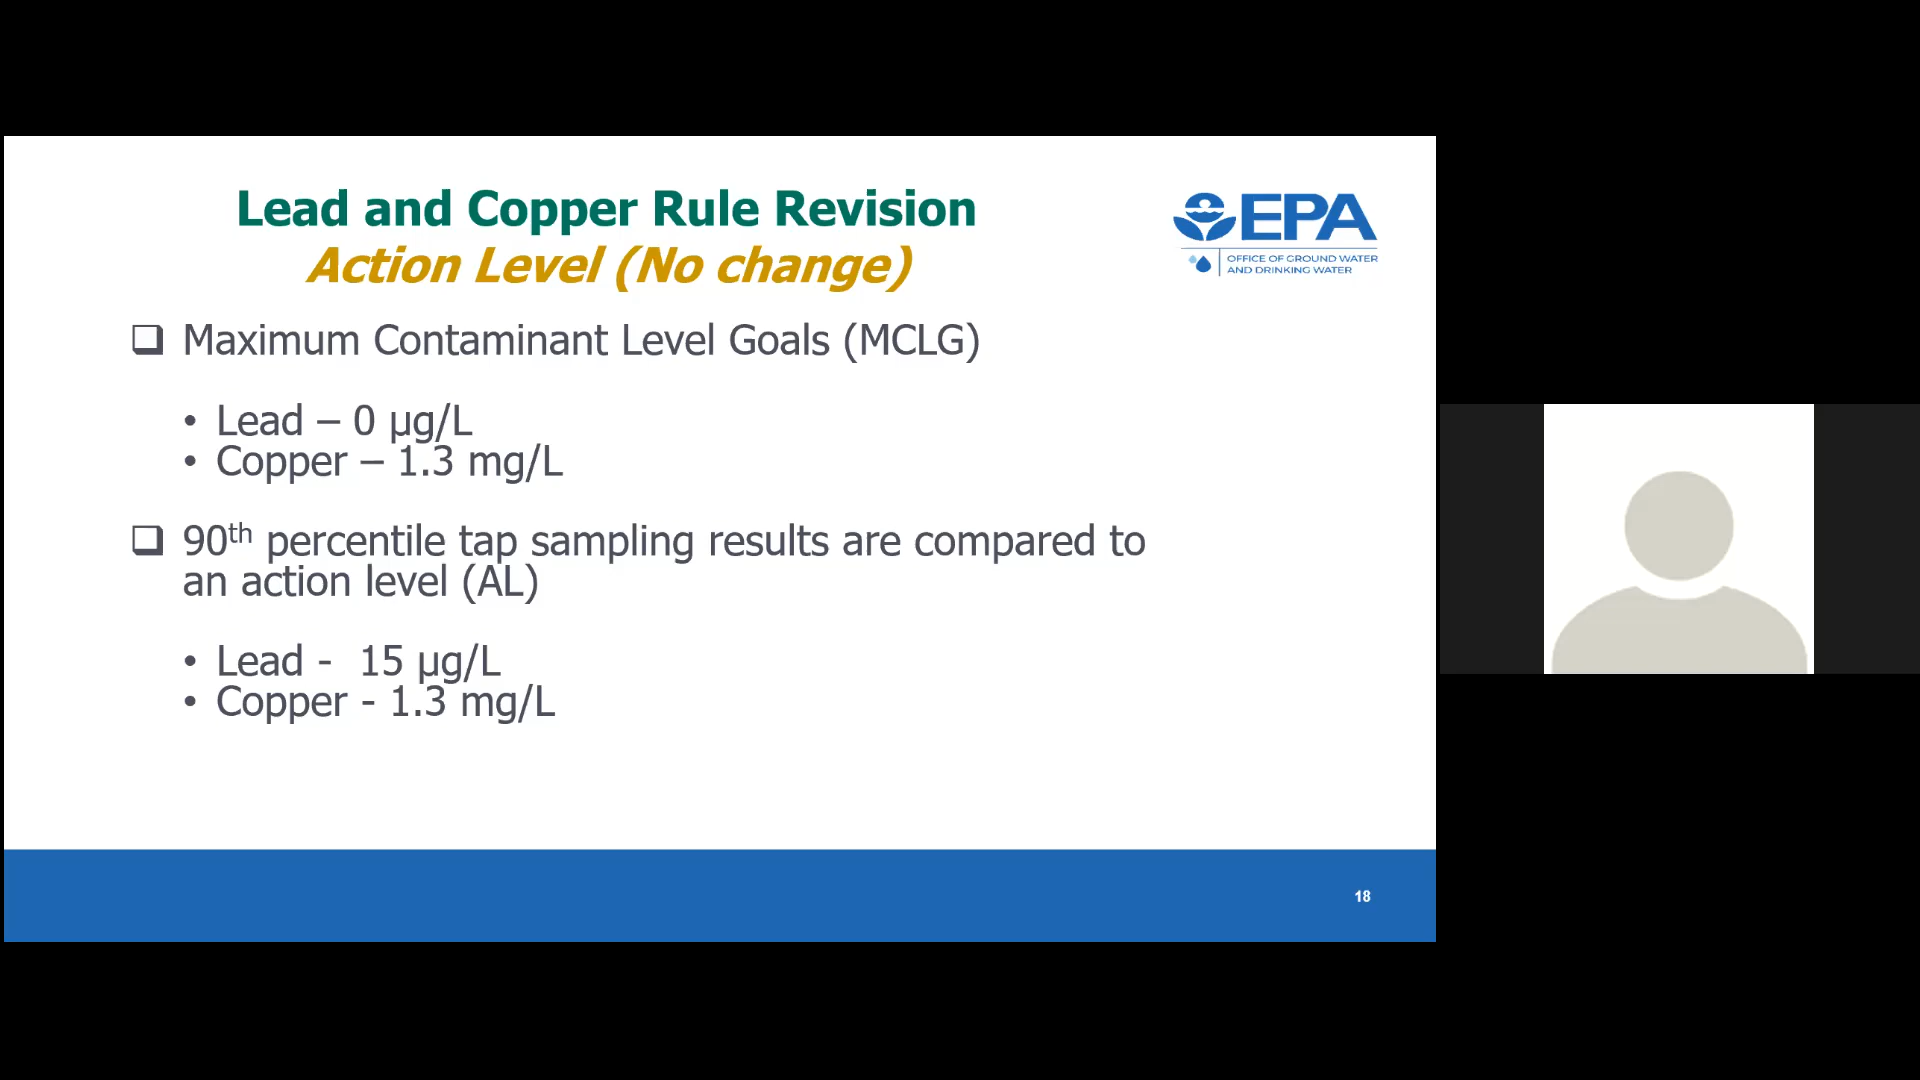 Lead and Copper Rule Revision
Action Level (No change)
EPA
OFFICE OF GROUND WATER
AND DRINKING WATER
❑ Maximum Contaminant Level Goals (MCLG)
• Lead – 0 µg/L
• Copper – 1.3 mg/L
❑ 90th percentile tap sampling results are compared to
an action level (AL)
• Lead - 15 µg/L
• Copper - 1.3 mg/L
18